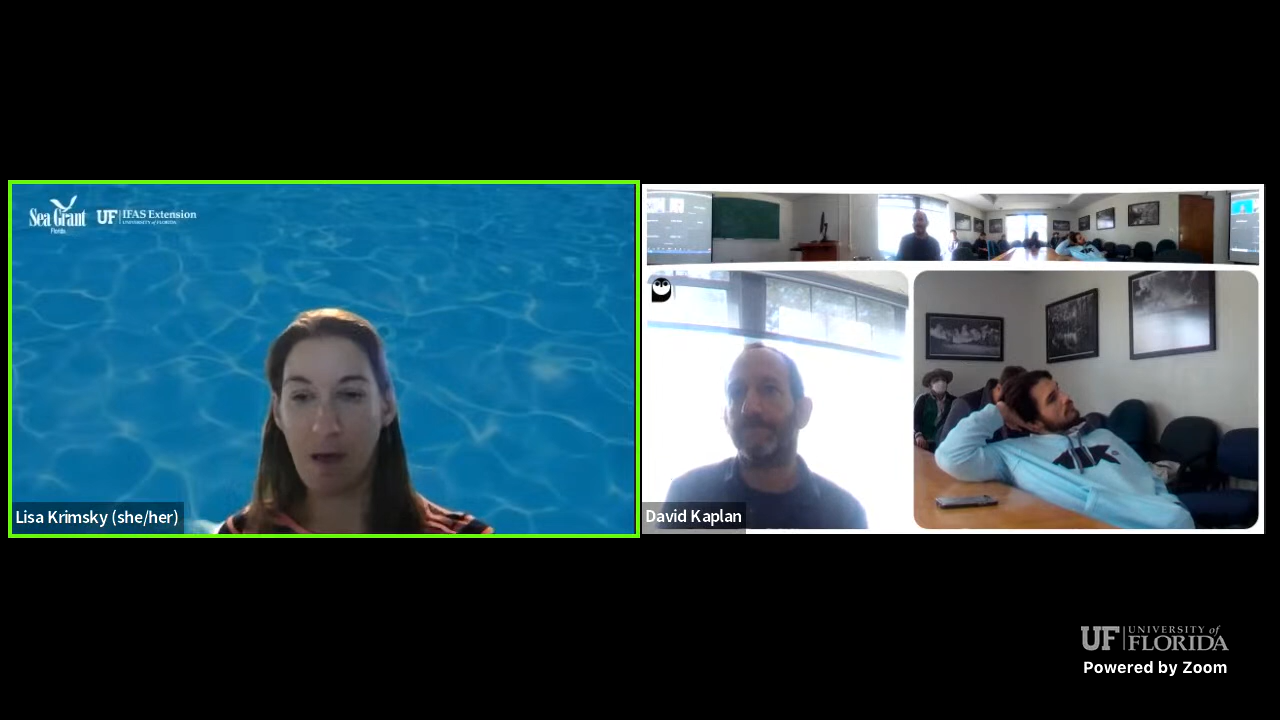 Sea Grant
Florida
UF IFAS Extension
UNIVERSITY of FLORIDA
Lisa Krimsky (she/her)
David Kaplan
UF UNIVERSITY of
FLORIDA
Powered by Zoom